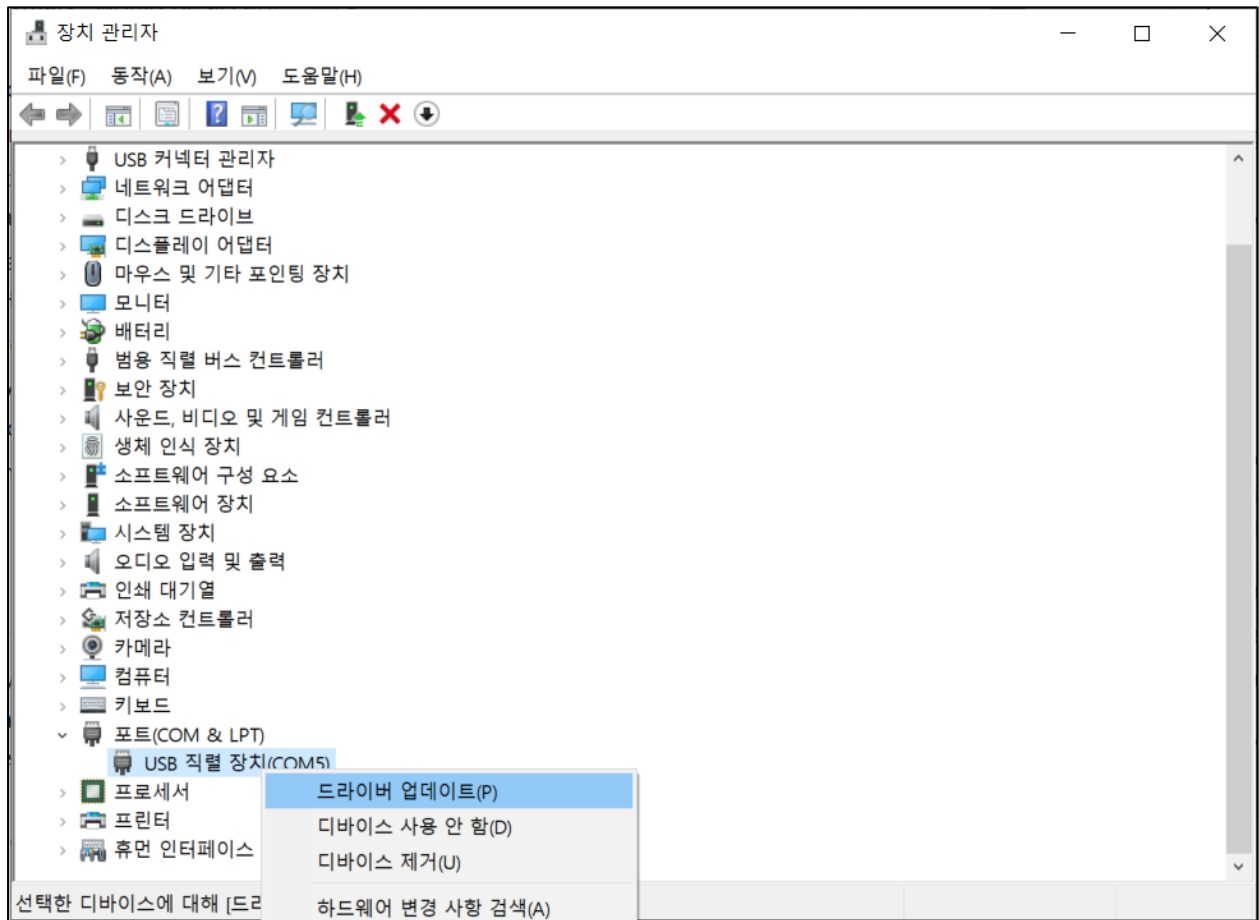 장치 관리자
파일(F) 동작(A) 보기(V) 도움말(H)
USB 커넥터 관리자
네트워크 어댑터
디스크 드라이브
디스플레이 어댑터
마우스 및 기타 포인팅 장치
모니터
배터리
범용 직렬 버스 컨트롤러
보안 장치
사운드, 비디오 및 게임 컨트롤러
생체 인식 장치
소프트웨어 구성 요소
소프트웨어 장치
시스템 장치
오디오 입력 및 출력
인쇄 대기열
저장소 컨트롤러
카메라
컴퓨터
키보드
포트(COM & LPT)
USB 직렬 장치(COM5)
프로세서
드라이버 업데이트(P)
프린터
디바이스 사용 안 함(D)
휴먼 인터페이스
디바이스 제거(U)
선택한 디바이스에 대해 [드라
하드웨어 변경 사항 검색(A)